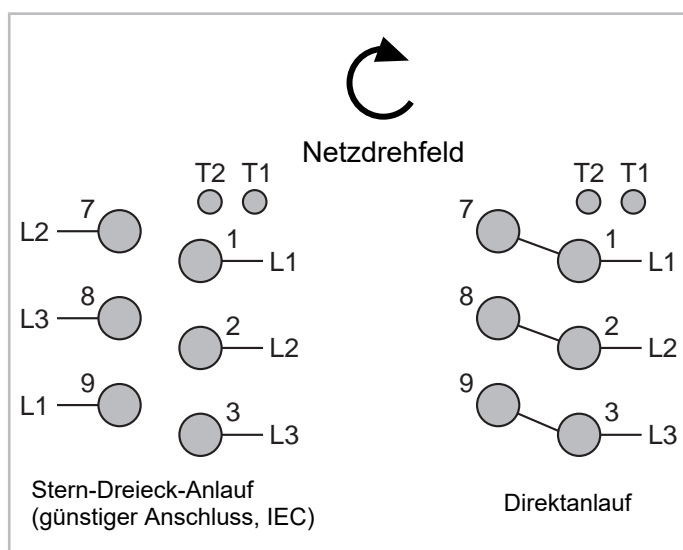 Netzdrehfeld
T2 T1
7
L2
1
L1
8
L3
2
L2
9
L1
3
L3
Stern-Dreieck-Anlauf
(günstiger Anschluss, IEC)
T2 T1
7
1
L1
8
2
L2
9
3
L3
Direktanlauf